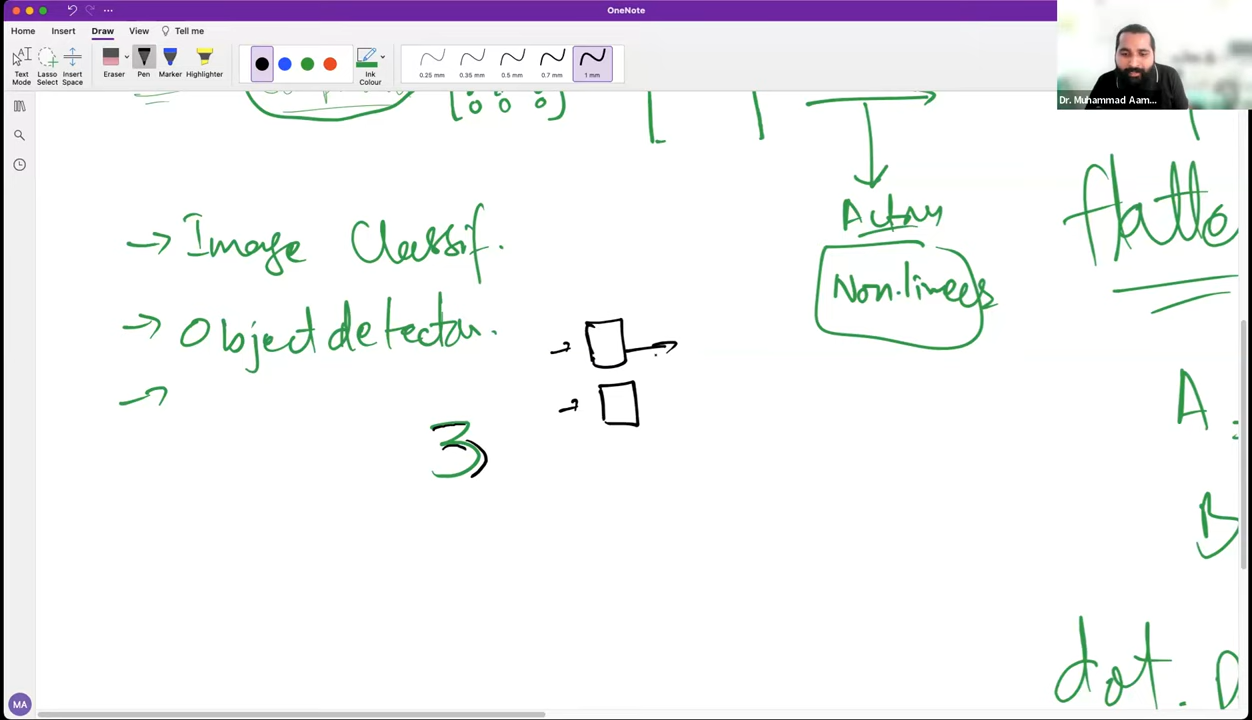 OneNote
Home Insert Draw View Tell me
Text Mode Lasso Select Insert Space Eraser Pen Marker Highlighter Ink Colour 0.25 mm 0.35 mm 0.5 mm 0.7 mm 1 mm
Dr. Muhammad Aam...
→ Image Classif.
→ Object detector.
→
3
Non-linear
A :
B
dot.
MA